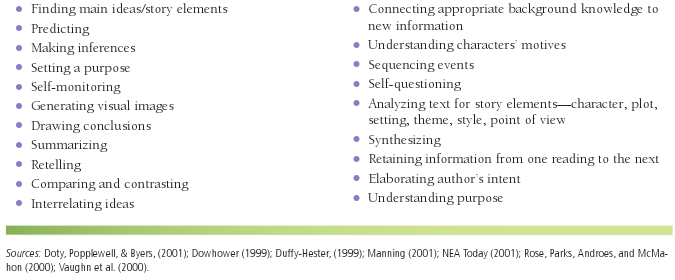 Finding main ideas/story elements
Predicting
Making inferences
Setting a purpose
Self-monitoring
Generating visual images
Drawing conclusions
Summarizing
Retelling
Comparing and contrasting
Interrelating ideas
Connecting appropriate background knowledge to
new information
Understanding characters' motives
Sequencing events
Self-questioning
Analyzing text for story elements—character, plot,
setting, theme, style, point of view
Synthesizing
Retaining information from one reading to the next
Elaborating author's intent
Understanding purpose
Sources: Doty, Popplewell, & Byers, (2001); Dowhower (1999); Duffy-Hester, (1999); Manning (2001); NEA Today (2001); Rose, Parks, Androes, and McMa-
hon (2000); Vaughn et al. (2000).